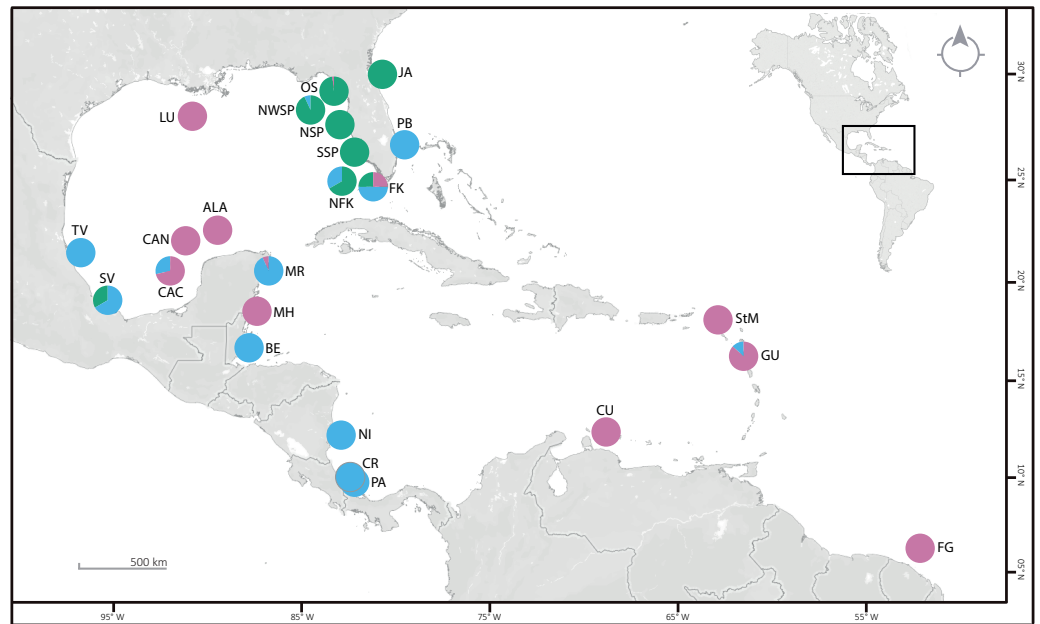 JA
OS
NWSP
LU
NSP
PB
SSP
FK
NFK
ALA
TV
CAN
MR
SV
CAC
MH
StM
BE
GU
CU
NI
CR
PA
FG
500 km
30° N
25° N
20° N
15° N
10° N
05° N
95° W
85° W
75° W
65° W
55° W